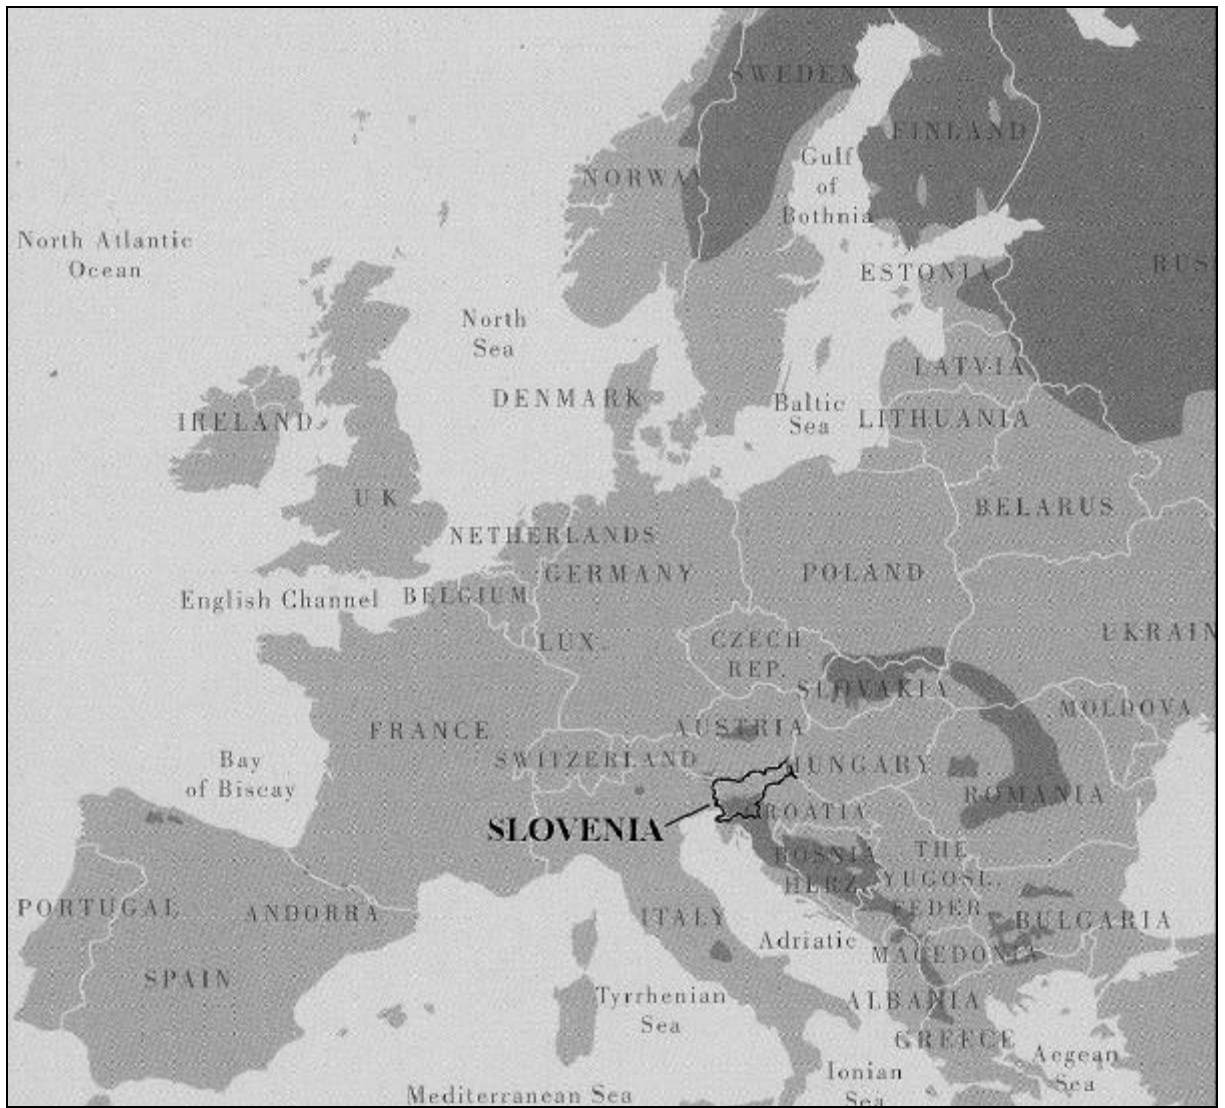 SWEDEN
FINLAND
Gulf
of
Bothnia
NORWA
North Atlantic
Ocean
RUS
ESTONIA
North
Sea
LATVIA
DENMARK
Baltic
Sea
LITHUANIA
IRELAND
UK
BELARUS
NETHERLANDS
GERMANY
POLAND
English Channel
BELGIUM
UKRAIN
LUX.
CZECH
REP.
SLOVAKIA
MOLDOVA
FRANCE
AUSTRIA
SWITZERLAND
HUNGARY
Bay
of Biscay
ROMANIA
SLOVENIA
CROATIA
BOSNIA
HERZ.
THE
YUGOSL.
FEDER.
PORTUGAL
ANDORRA
ITALY
BULGARIA
Adriatic
MACEDONIA
SPAIN
Tyrrhenian
Sea
ALBANIA
GREECE
Aegean
Sea
Ionian
Sea
Mediterranean Sea